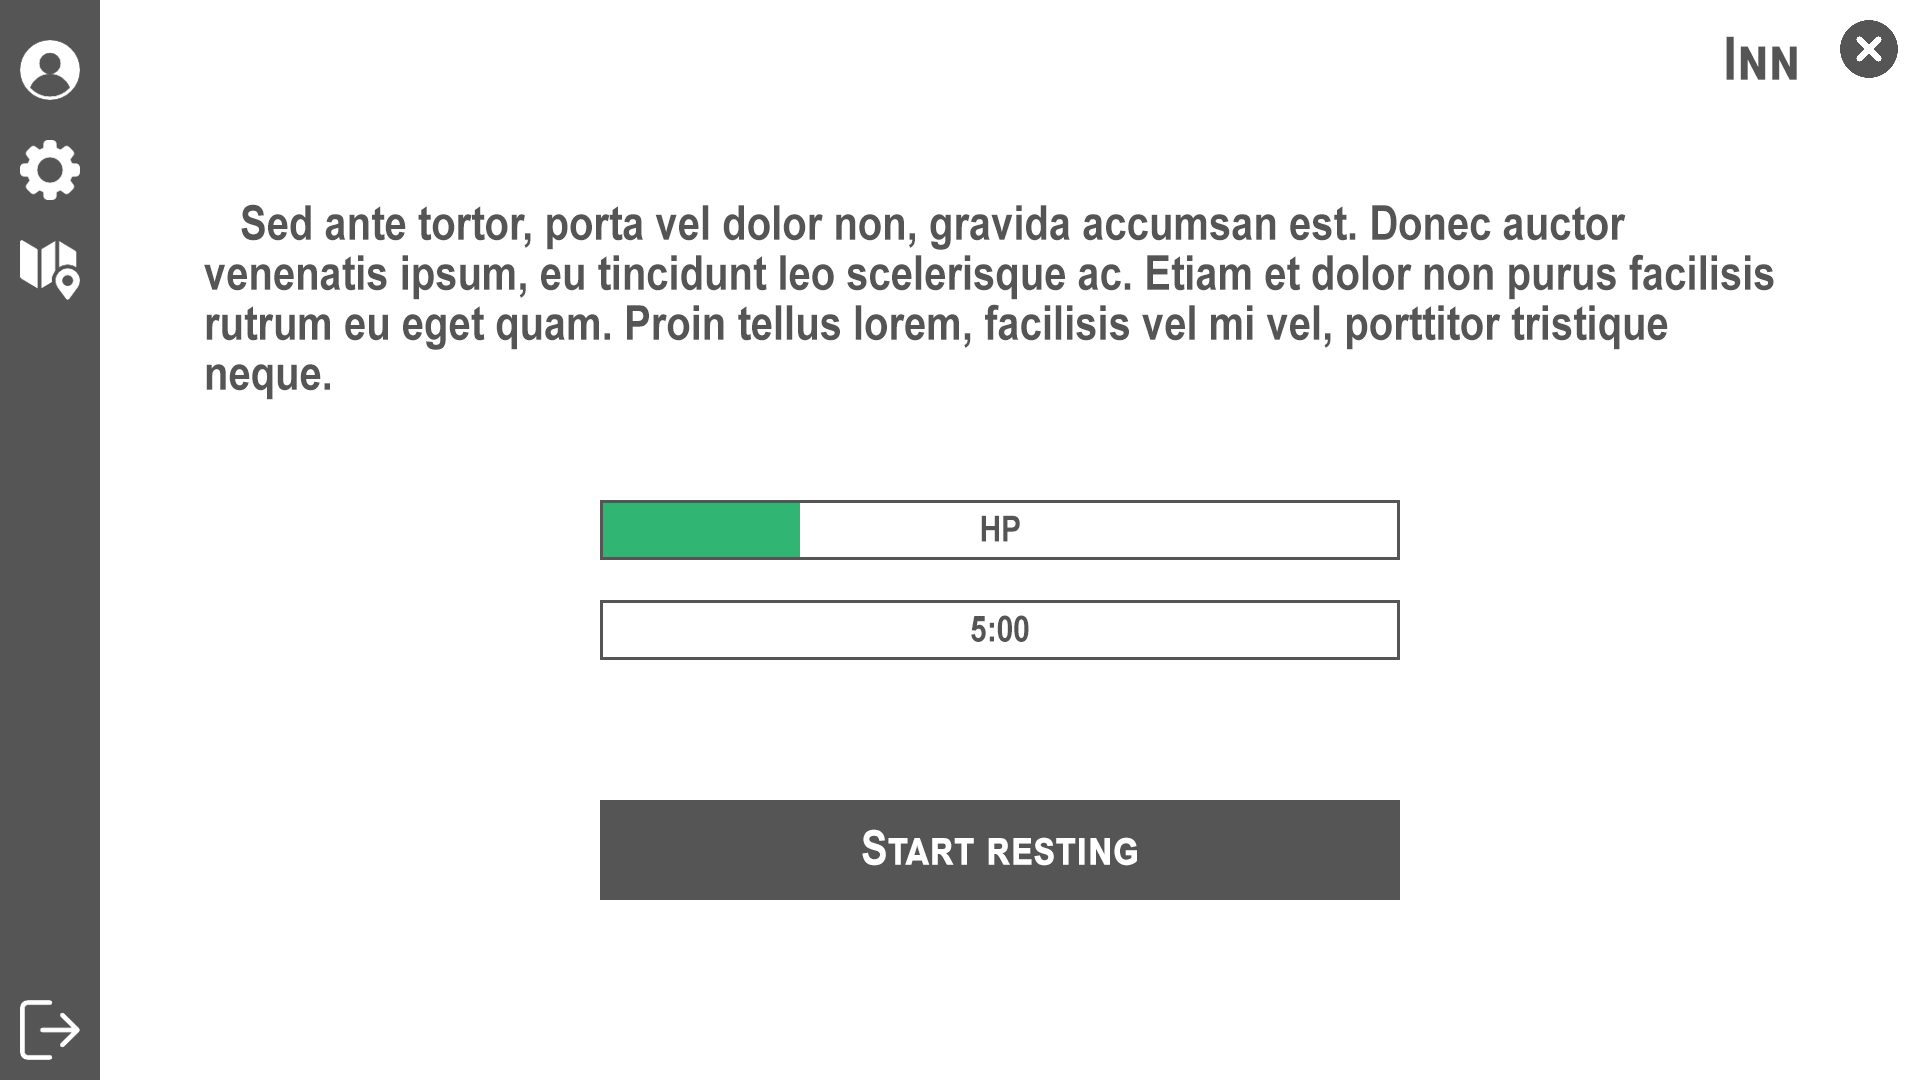 Inn
Sed ante tortor, porta vel dolor non, gravida accumsan est. Donec auctor
venenatis ipsum, eu tincidunt leo scelerisque ac. Etiam et dolor non purus facilisis
rutrum eu eget quam. Proin tellus lorem, facilisis vel mi vel, porttitor tristique
neque.
HP
5:00
Start resting